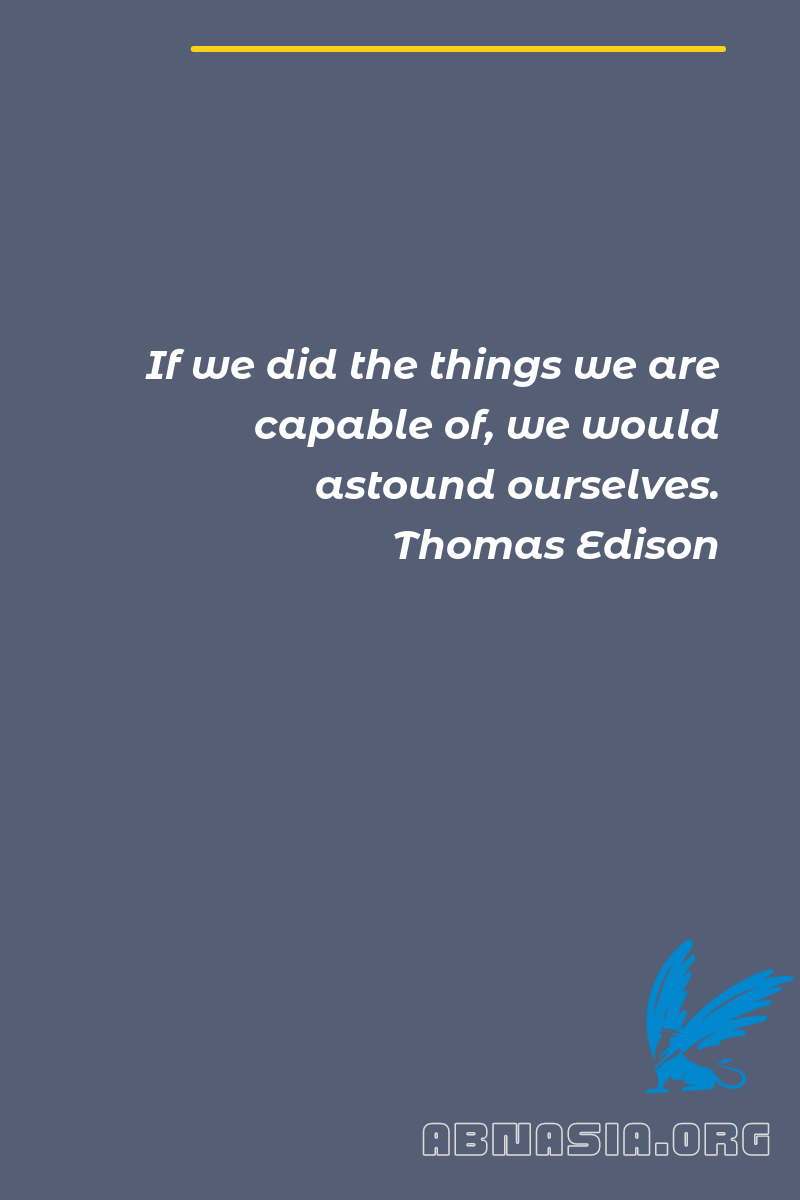 If we did the things we are
capable of, we would
astound ourselves.
Thomas Edison
ABNASIA.ORG